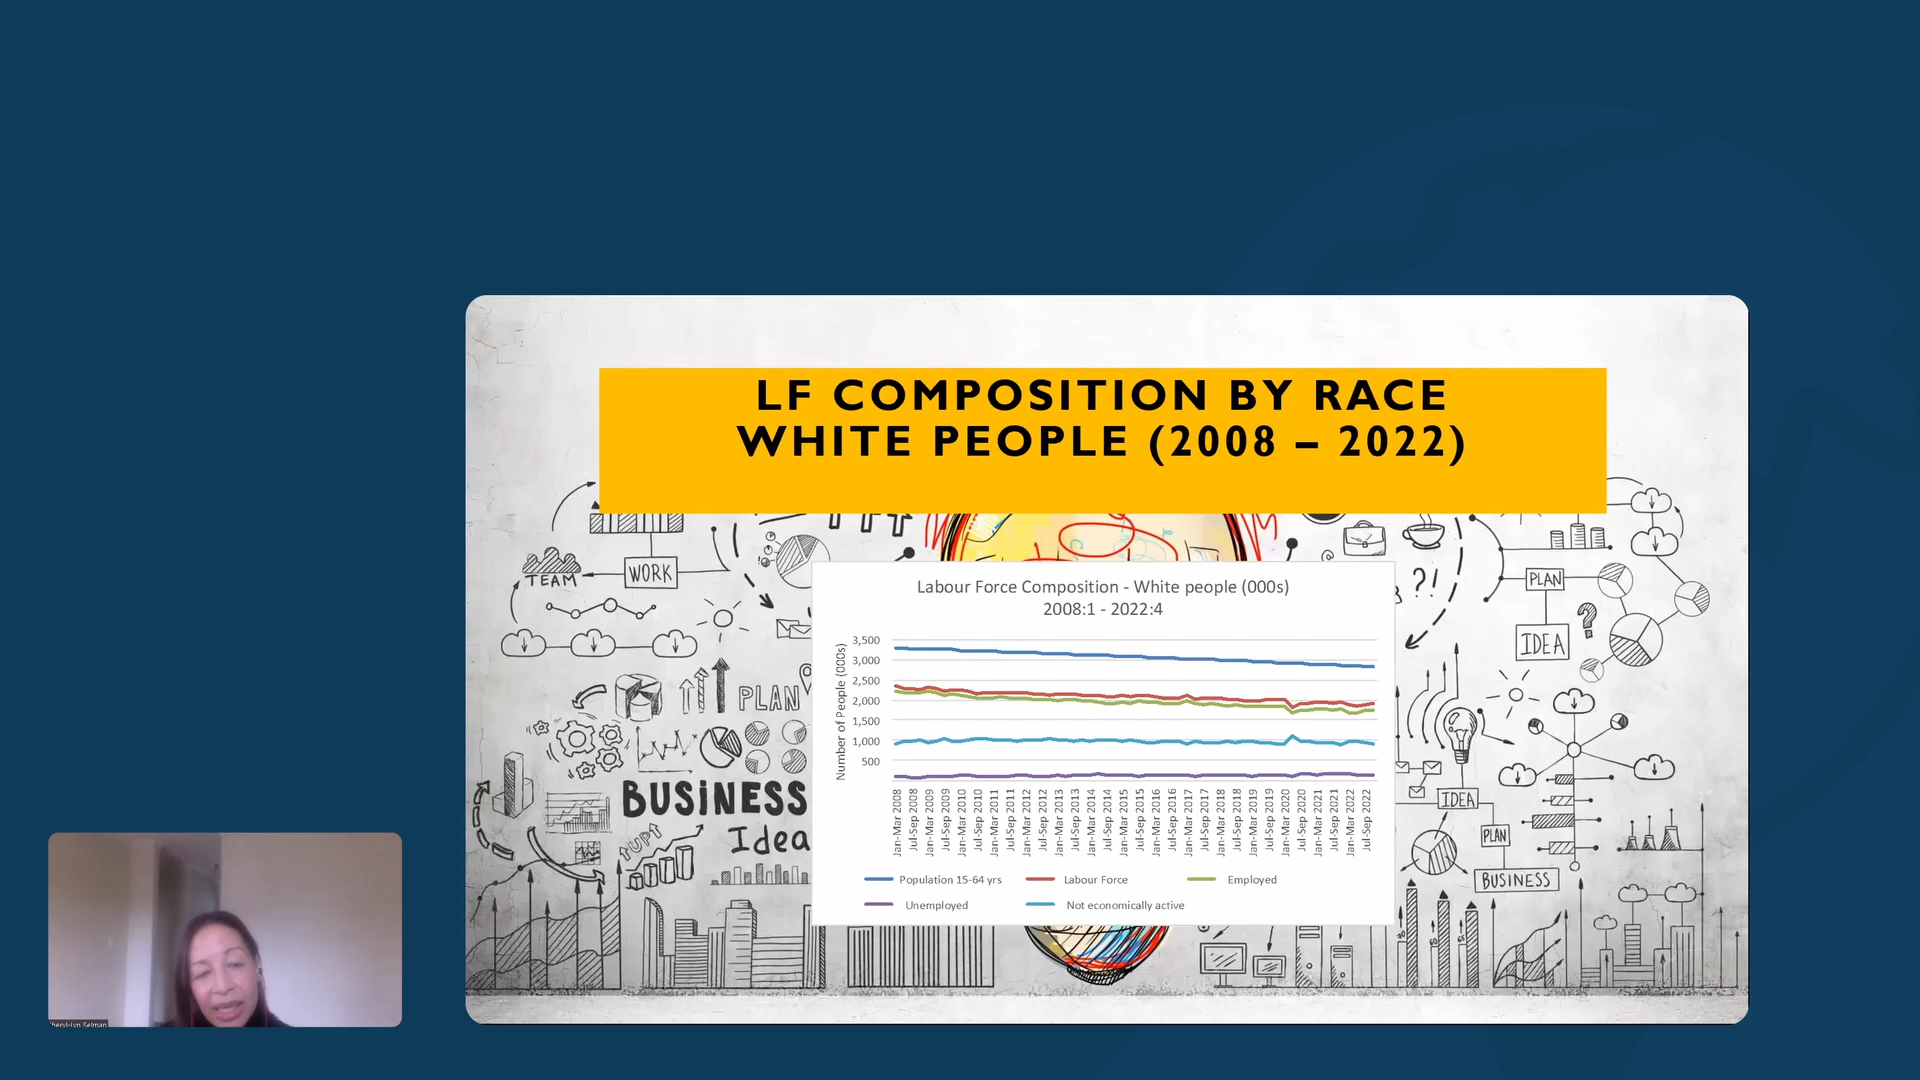 LF COMPOSITION BY RACE
WHITE PEOPLE (2008 – 2022)
TEAM
WORK
PLAN
BUSINESS
Idea
UP↑
?!
PLAN
?
IDEA
IDEA
PLAN
BUSINESS
Labour Force Composition - White people (000s)
2008:1 - 2022:4
Number of People (000s)
3,500
3,000
2,500
2,000
1,500
1,000
500
Jan-Mar 2008
Jul-Sep 2008
Jan-Mar 2009
Jul-Sep 2009
Jan-Mar 2010
Jul-Sep 2010
Jan-Mar 2011
Jul-Sep 2011
Jan-Mar 2012
Jul-Sep 2012
Jan-Mar 2013
Jul-Sep 2013
Jan-Mar 2014
Jul-Sep 2014
Jan-Mar 2015
Jul-Sep 2015
Jan-Mar 2016
Jul-Sep 2016
Jan-Mar 2017
Jul-Sep 2017
Jan-Mar 2018
Jul-Sep 2018
Jan-Mar 2019
Jul-Sep 2019
Jan-Mar 2020
Jul-Sep 2020
Jan-Mar 2021
Jul-Sep 2021
Jan-Mar 2022
Jul-Sep 2022
Population 15-64 yrs Labour Force Employed
Unemployed Not economically active
heryl-Lyn Selman